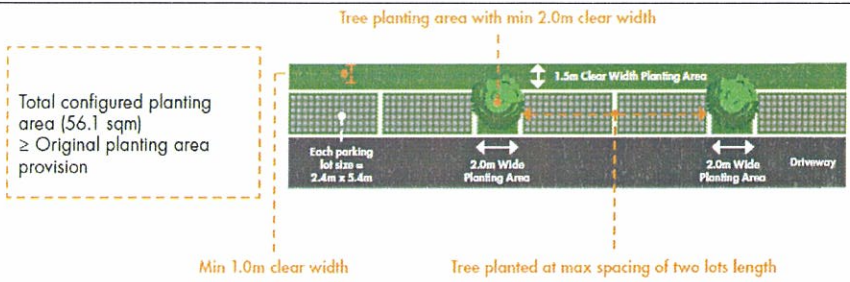 Tree planting area with min 2.0m clear width
Total configured planting
area (56.1 sqm)
≥ Original planting area
provision
1.5m Clear Width Planting Area
Each parking
lot size =
2.4m x 5.4m
2.0m Wide
Planting Area
2.0m Wide
Planting Area
Driveway
Min 1.0m clear width
Tree planted at max spacing of two lots length